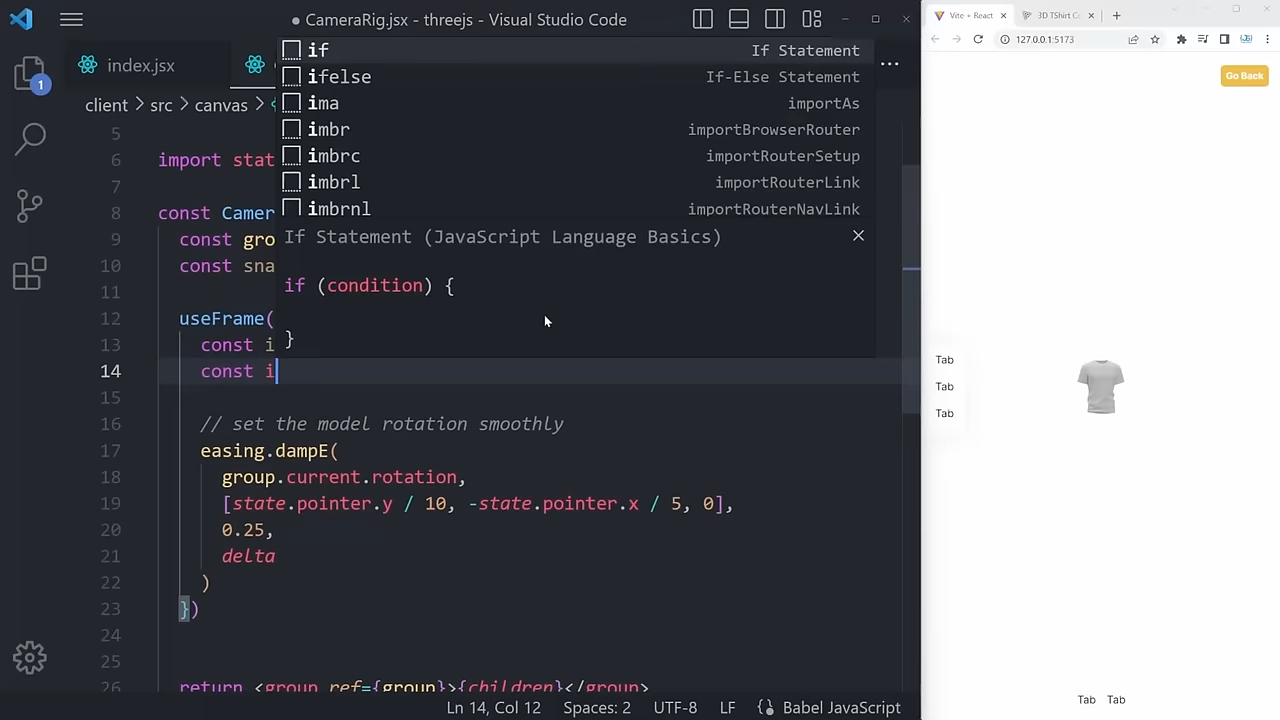 CameraRig.jsx - threejs - Visual Studio Code
index.jsx
client > src > canvas >
1
if If Statement
ifelse If-Else Statement
ima importAs
imbr importBrowserRouter
imbrc importRouterSetup
imbrl importRouterLink
imbrnl importRouterNavLink
If Statement (JavaScript Language Basics)
if (condition) {
}
5
6 import stat
7
8 const Camer
9 const gro
10 const sna
11
12 useFrame(
13 const i
14 const i
15
16 // set the model rotation smoothly
17 easing.dampE(
18 group.current.rotation,
19 [state.pointer.y / 10, -state.pointer.x / 5, 0],
20 0.25,
21 delta
22 )
23 })
24
25
26 return <group ref={group}>{children}</group>
Ln 14, Col 12 Spaces: 2 UTF-8 LF Babel JavaScript
Vite + React
3D TShirt C
127.0.0.1:5173
Go Back
Tab
Tab
Tab
Tab Tab